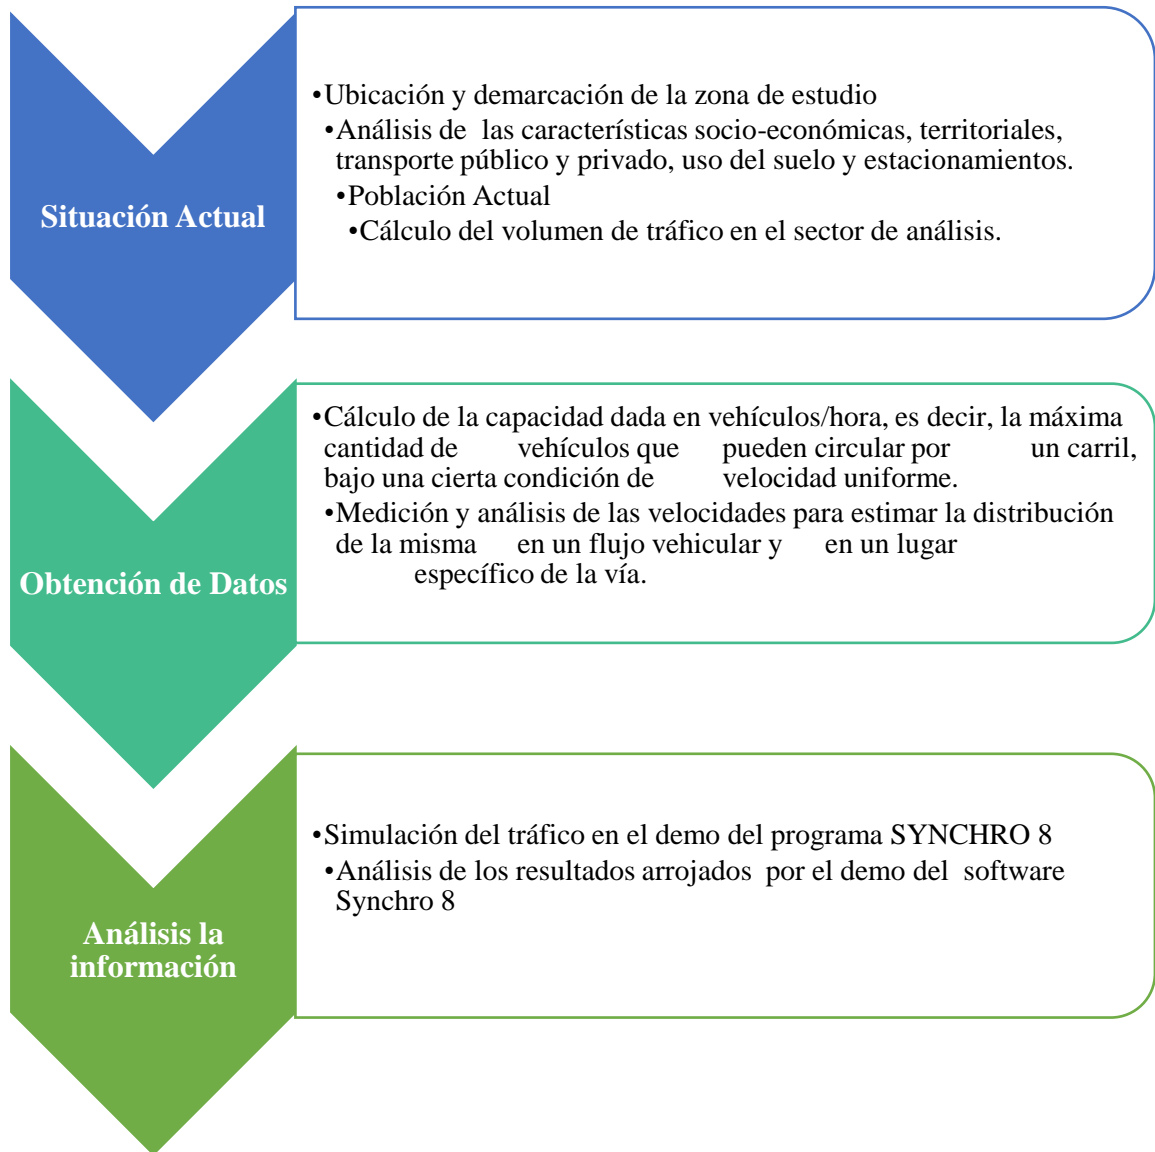 Situación Actual
•Ubicación y demarcación de la zona de estudio
•Análisis de las características socio-económicas, territoriales,
transporte público y privado, uso del suelo y estacionamientos.
•Población Actual
•Cálculo del volumen de tráfico en el sector de análisis.
Obtención de Datos
•Cálculo de la capacidad dada en vehículos/hora, es decir, la máxima
cantidad de vehículos que pueden circular por un carril,
bajo una cierta condición de velocidad uniforme.
•Medición y análisis de las velocidades para estimar la distribución
de la misma en un flujo vehicular y en un lugar
específico de la vía.
Análisis la
información
•Simulación del tráfico en el demo del programa SYNCHRO 8
•Análisis de los resultados arrojados por el demo del software
Synchro 8